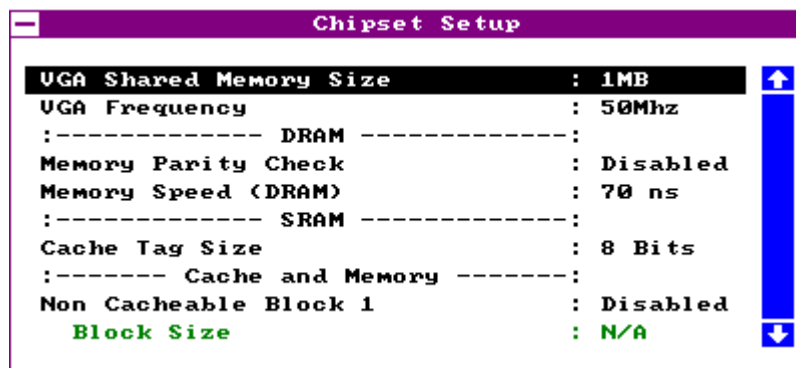 Chipset Setup
VGA Shared Memory Size : 1MB
VGA Frequency : 50Mhz
:------------- DRAM -------------:
Memory Parity Check : Disabled
Memory Speed (DRAM) : 70 ns
:------------- SRAM -------------:
Cache Tag Size : 8 Bits
:------- Cache and Memory -------:
Non Cacheable Block 1 : Disabled
Block Size : N/A